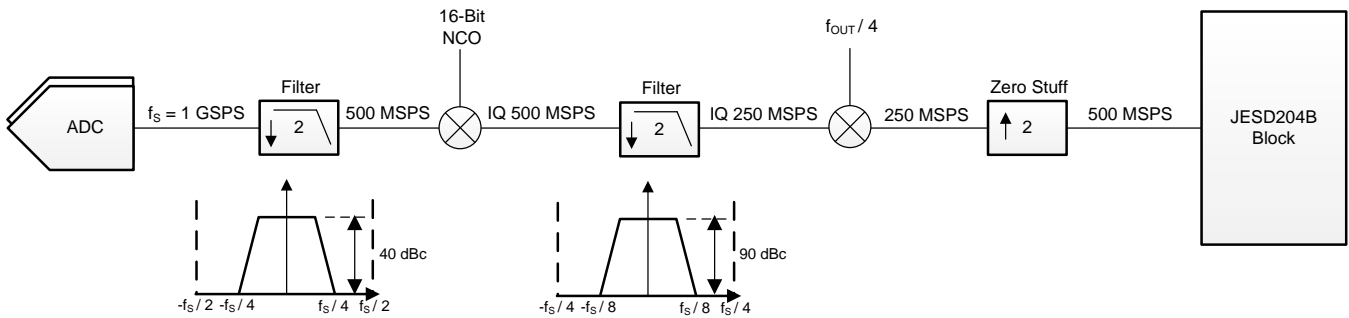 16-Bit
NCO
f_OUT / 4
Filter
Filter
Zero Stuff
ADC
f_S = 1 GSPS
2
500 MSPS
IQ 500 MSPS
2
IQ 250 MSPS
250 MSPS
2
500 MSPS
JESD204B
Block
40 dBc
90 dBc
-f_S / 2
-f_S / 4
f_S / 4
f_S / 2
-f_S / 4
-f_S / 8
f_S / 8
f_S / 4